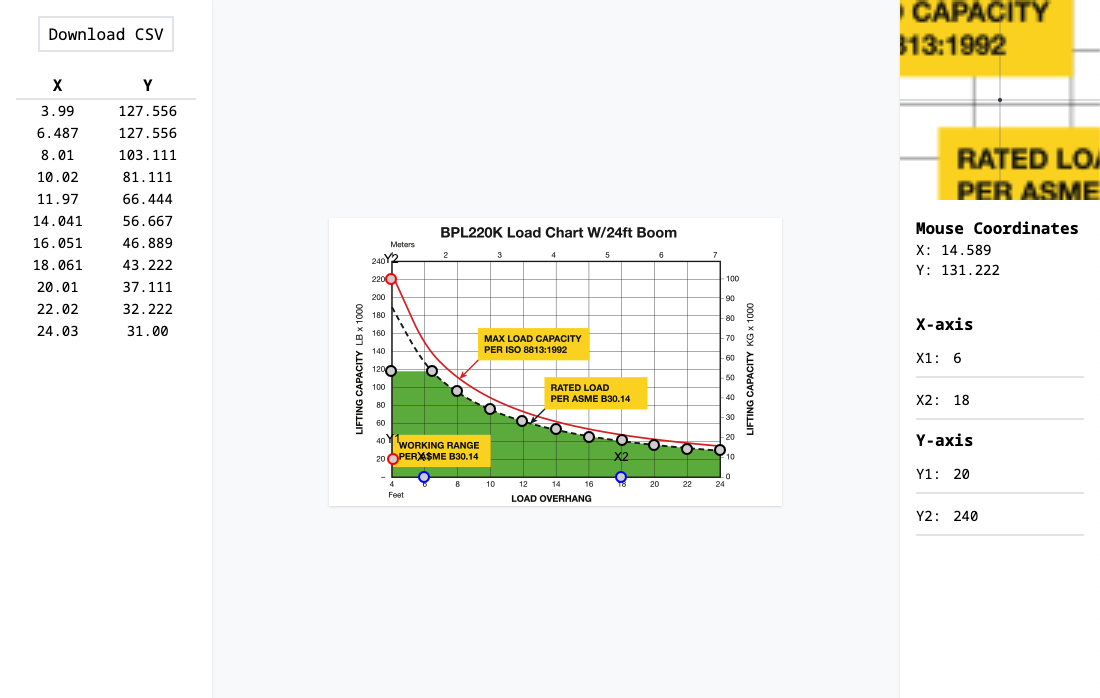 Download CSV
X Y
3.99 127.556
6.487 127.556
8.01 103.111
10.02 81.111
11.97 66.444
14.041 56.667
16.051 46.889
18.061 43.222
20.01 37.111
22.02 32.222
24.03 31.00
BPL220K Load Chart W/24ft Boom
Meters
2 3 4 5 6 7
Y2
240
220
200
180
160
140
120
100
80
60
40
20
–
100
90
80
70
60
50
40
30
20
10
0
LIFTING CAPACITY LB x 1000
LIFTING CAPACITY KG x 1000
MAX LOAD CAPACITY
PER ISO 8813:1992
RATED LOAD
PER ASME B30.14
Y1
WORKING RANGE
PER ASME B30.14
X1 X2
4 6 8 10 12 14 16 18 20 22 24
Feet
LOAD OVERHANG
CAPACITY
813:1992
RATED LOA
PER ASME
Mouse Coordinates
X: 14.589
Y: 131.222
X-axis
X1: 6
X2: 18
Y-axis
Y1: 20
Y2: 240